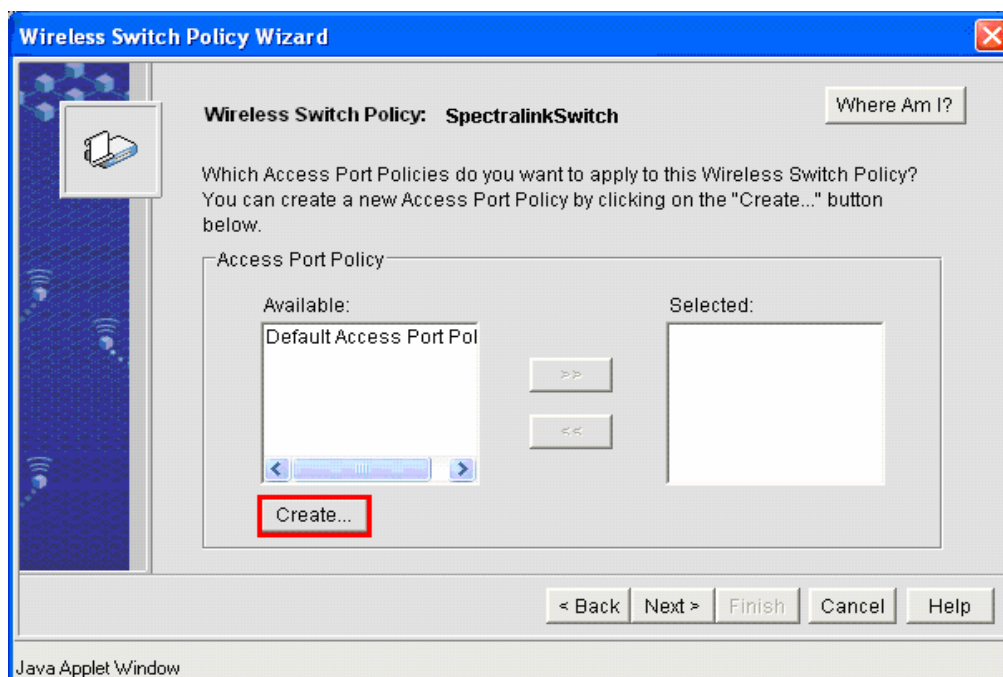 Wireless Switch Policy Wizard
Wireless Switch Policy: SpectralinkSwitch
Where Am I?
Which Access Port Policies do you want to apply to this Wireless Switch Policy?
You can create a new Access Port Policy by clicking on the "Create..." button
below.
Access Port Policy
Available:
Selected:
Default Access Port Pol
>>
<<
Create...
< Back
Next >
Finish
Cancel
Help
Java Applet Window